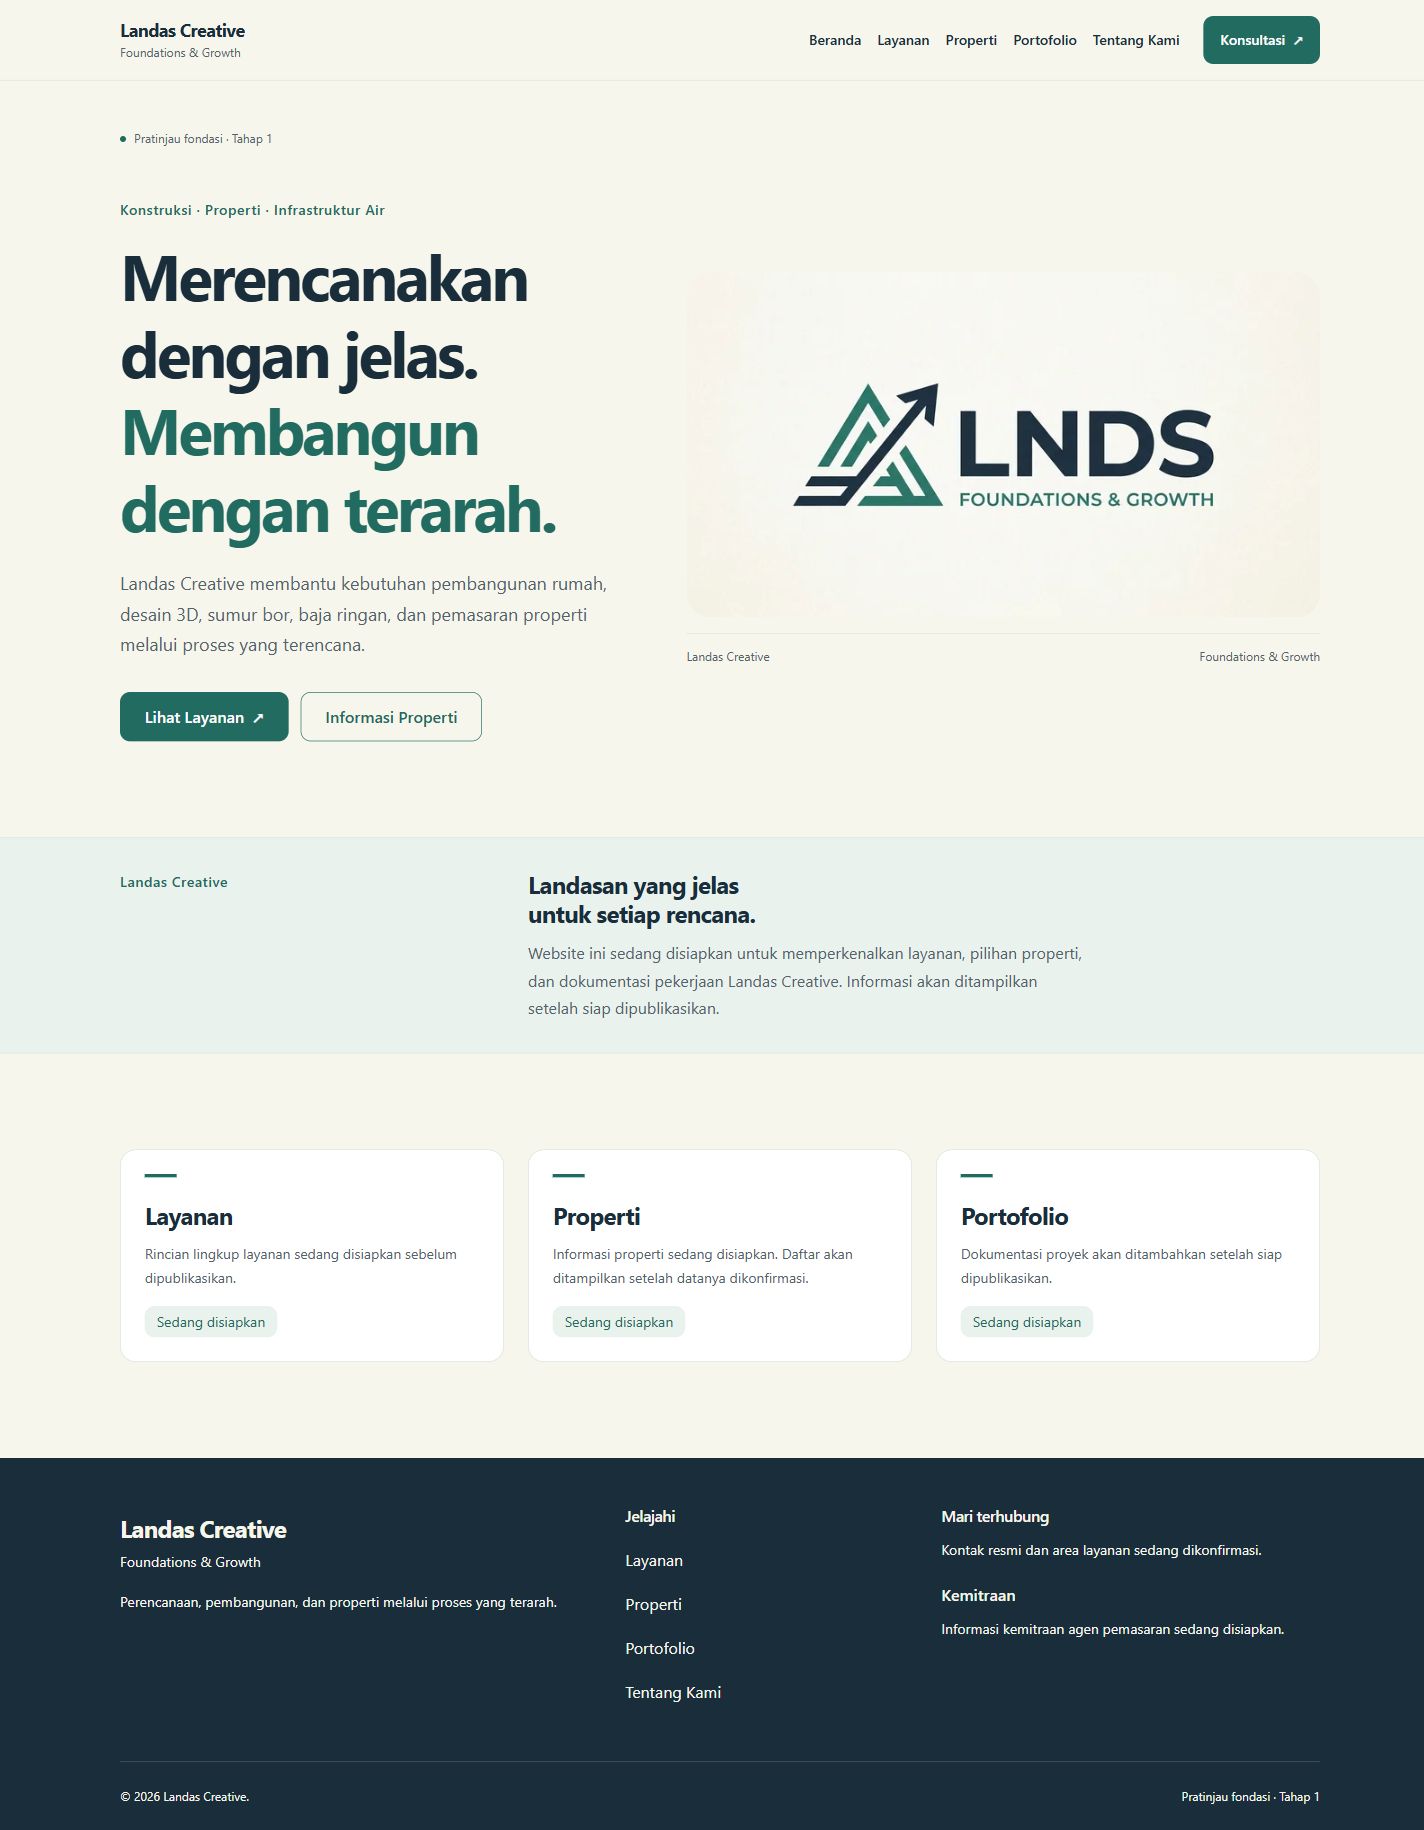 Landas Creative
Foundations & Growth
Beranda
Layanan
Properti
Portofolio
Tentang Kami
Konsultasi ↗
Pratinjau fondasi · Tahap 1
Konstruksi · Properti · Infrastruktur Air
Merencanakan
dengan jelas.
Membangun
dengan terarah.
Landas Creative membantu kebutuhan pembangunan rumah,
desain 3D, sumur bor, baja ringan, dan pemasaran properti
melalui proses yang terencana.
Lihat Layanan ↗
Informasi Properti
LNDS
FOUNDATIONS & GROWTH
Landas Creative
Foundations & Growth
Landas Creative
Landasan yang jelas
untuk setiap rencana.
Website ini sedang disiapkan untuk memperkenalkan layanan, pilihan properti,
dan dokumentasi pekerjaan Landas Creative. Informasi akan ditampilkan
setelah siap dipublikasikan.
Layanan
Rincian lingkup layanan sedang disiapkan sebelum
dipublikasikan.
Sedang disiapkan
Properti
Informasi properti sedang disiapkan. Daftar akan
ditampilkan setelah datanya dikonfirmasi.
Sedang disiapkan
Portofolio
Dokumentasi proyek akan ditambahkan setelah siap
dipublikasikan.
Sedang disiapkan
Landas Creative
Foundations & Growth
Perencanaan, pembangunan, dan properti melalui proses yang terarah.
Jelajahi
Layanan
Properti
Portofolio
Tentang Kami
Mari terhubung
Kontak resmi dan area layanan sedang dikonfirmasi.
Kemitraan
Informasi kemitraan agen pemasaran sedang disiapkan.
© 2026 Landas Creative.
Pratinjau fondasi · Tahap 1